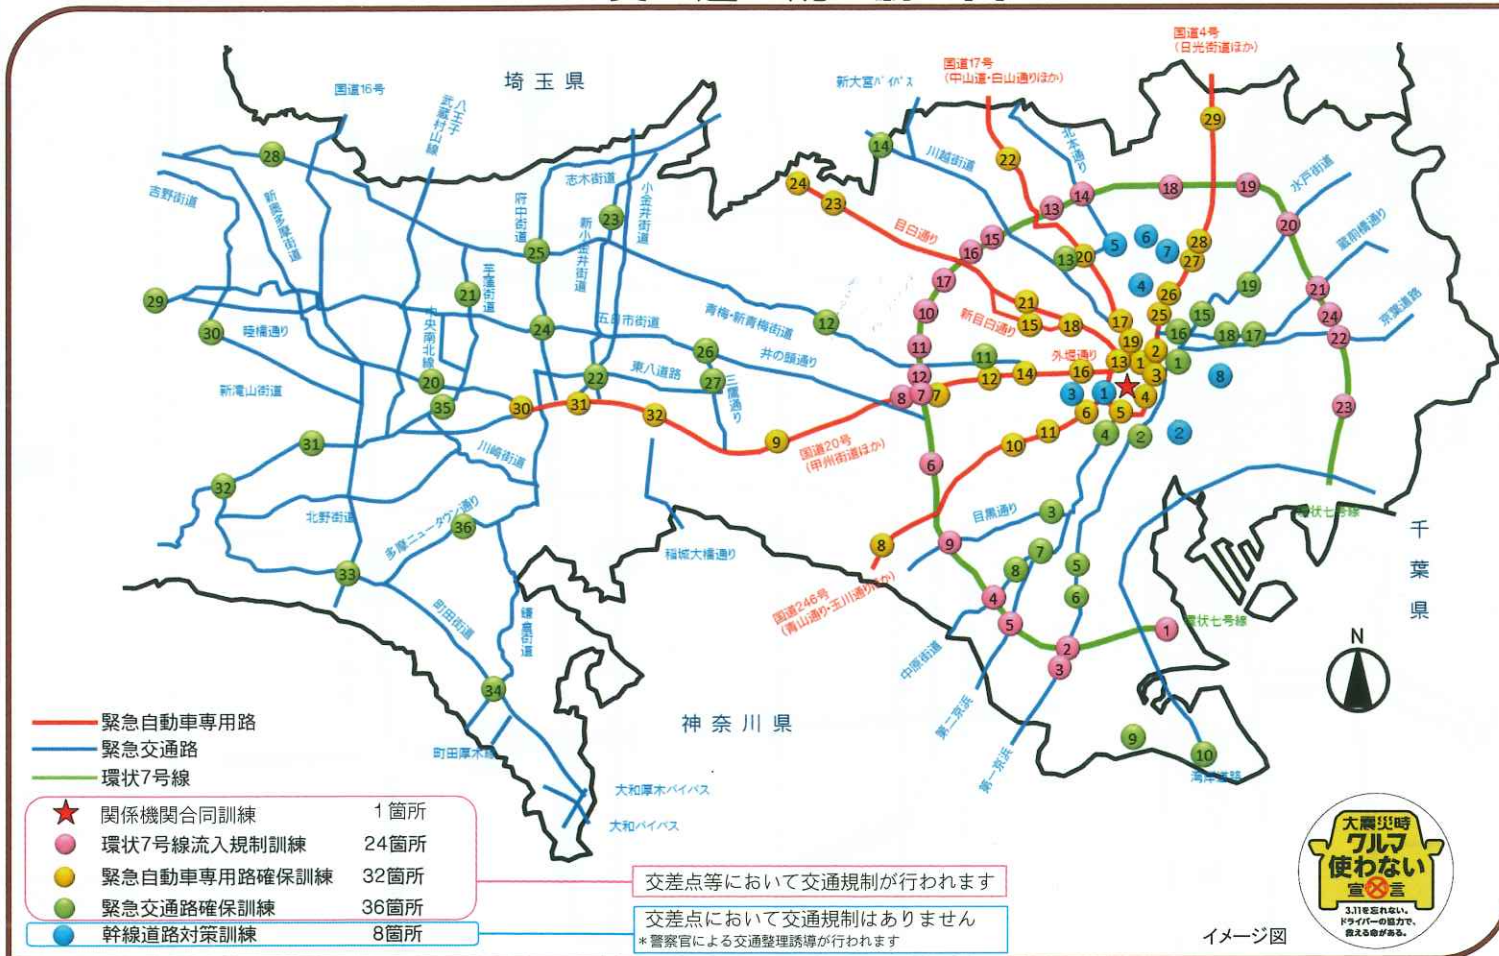 国道4号
(日光街道ほか)
国道17号
(中山道・白山通りほか)
新大宮バイパス
埼玉県
国道16号
八王子
武蔵村山線
北本通り
川越街道
志木街道
府中街道
新小金井街道
小金井街道
水戸街道
蔵前橋通り
吉野街道
新奥多摩街道
目白通り
芋窪街道
青梅・新青梅街道
新目白通り
京葉道路
五日市街道
睦橋通り
中央南北線
井の頭通り
外堀通り
東八道路
三鷹通り
新滝山街道
川崎街道
国道20号
(甲州街道ほか)
北野街道
多摩ニュータウン通り
目黒通り
環状七号線
千葉県
稲城大橋通り
国道246号
(青山通り・玉川通りほか)
町田街道
鎌倉街道
環状七号線
中原街道
N
神奈川県
第二京浜
第一京浜
湾岸道路
町田厚木線
大和厚木バイパス
大和バイパス
緊急自動車専用路
緊急交通路
環状7号線
関係機関合同訓練 1箇所
環状7号線流入規制訓練 24箇所
緊急自動車専用路確保訓練 32箇所
緊急交通路確保訓練 36箇所
幹線道路対策訓練 8箇所
交差点等において交通規制が行われます
交差点において交通規制はありません
*警察官による交通整理誘導が行われます
イメージ図
大震災時
クルマ
使わない
宣言
3.11を忘れない。
ドライバーの協力で、
救える命がある。